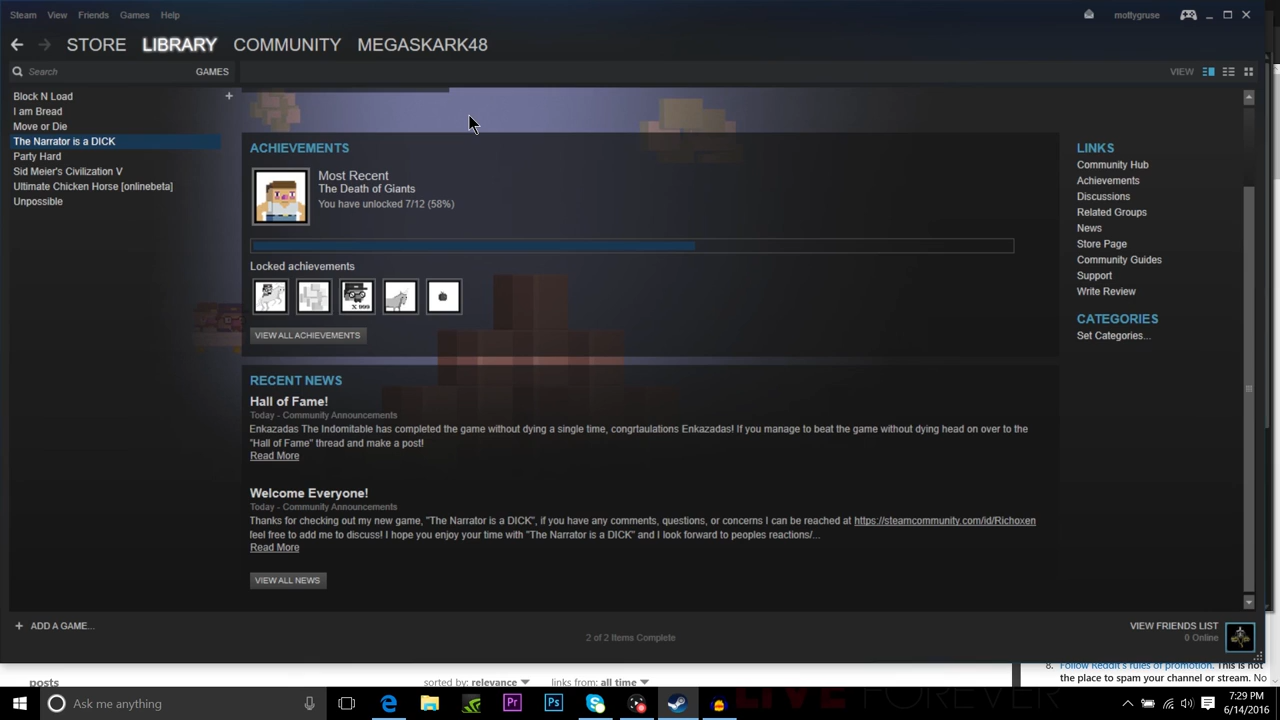 Steam View Friends Games Help mottygruse
STORE LIBRARY COMMUNITY MEGASKARK48
Search GAMES VIEW
Block N Load +
I am Bread
Move or Die
The Narrator is a DICK
Party Hard
Sid Meier's Civilization V
Ultimate Chicken Horse [onlinebeta]
Unpossible
ACHIEVEMENTS
Most Recent
The Death of Giants
You have unlocked 7/12 (58%)
Locked achievements
X 999
VIEW ALL ACHIEVEMENTS
RECENT NEWS
Hall of Fame!
Today - Community Announcements
Enkazadas The Indomitable has completed the game without dying a single time, congrtaulations Enkazadas! If you manage to beat the game without dying head on over to the
"Hall of Fame" thread and make a post!
Read More
Welcome Everyone!
Today - Community Announcements
Thanks for checking out my new game, "The Narrator is a DICK", if you have any comments, questions, or concerns I can be reached at https://steamcommunity.com/id/Richoxen
feel free to add me to discuss! I hope you enjoy your time with "The Narrator is a DICK" and I look forward to peoples reactions/...
Read More
VIEW ALL NEWS
LINKS
Community Hub
Achievements
Discussions
Related Groups
News
Store Page
Community Guides
Support
Write Review
CATEGORIES
Set Categories...
+ ADD A GAME...
2 of 2 Items Complete
VIEW FRIENDS LIST
0 Online
posts sorted by: relevance links from: all time
8. Follow Reddit's rules of promotion. This is not
the place to spam your channel or stream. No
LIVE FOREVER
Ask me anything
Pr Ps
7:29 PM
6/14/2016